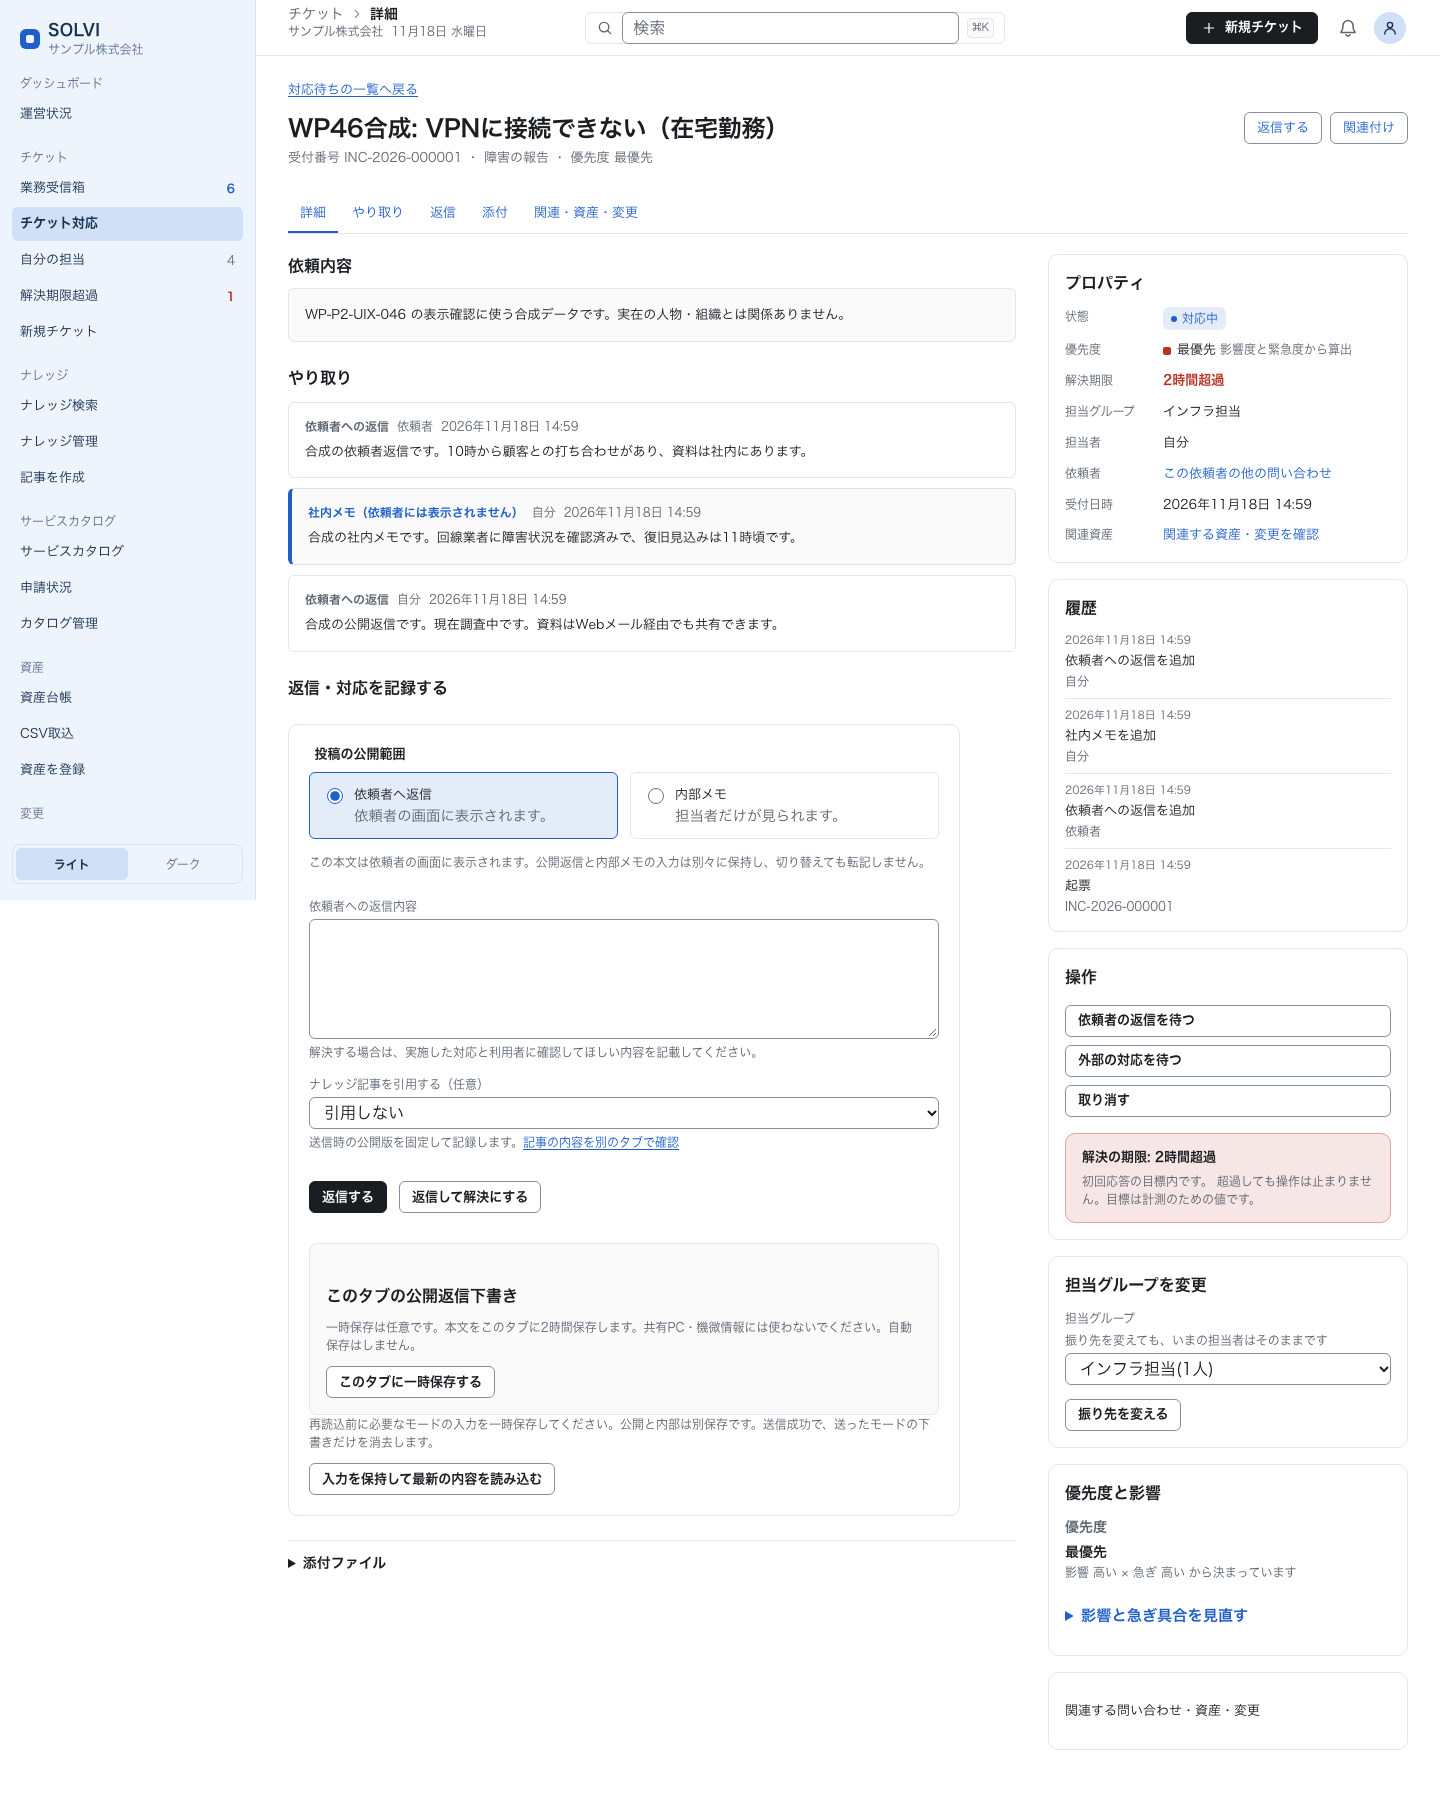 SOLVI
サンプル株式会社
ダッシュボード
運営状況
チケット
業務受信箱 6
チケット対応
自分の担当 4
解決期限超過 1
新規チケット
ナレッジ
ナレッジ検索
ナレッジ管理
記事を作成
サービスカタログ
サービスカタログ
申請状況
カタログ管理
資産
資産台帳
CSV取込
資産を登録
変更
ライト ダーク
チケット > 詳細
サンプル株式会社 11月18日 水曜日
検索 ⌘K
+ 新規チケット
対応待ちの一覧へ戻る
WP46合成: VPNに接続できない（在宅勤務）
受付番号 INC-2026-000001 ・ 障害の報告 ・ 優先度 最優先
返信する 関連付け
詳細 やり取り 返信 添付 関連・資産・変更
依頼内容
WP-P2-UIX-046 の表示確認に使う合成データです。実在の人物・組織とは関係ありません。
やり取り
依頼者への返信 依頼者 2026年11月18日 14:59
合成の依頼者返信です。10時から顧客との打ち合わせがあり、資料は社内にあります。
社内メモ（依頼者には表示されません） 自分 2026年11月18日 14:59
合成の社内メモです。回線業者に障害状況を確認済みで、復旧見込みは11時頃です。
依頼者への返信 自分 2026年11月18日 14:59
合成の公開返信です。現在調査中です。資料はWebメール経由でも共有できます。
返信・対応を記録する
投稿の公開範囲
依頼者へ返信
依頼者の画面に表示されます。
内部メモ
担当者だけが見られます。
この本文は依頼者の画面に表示されます。公開返信と内部メモの入力は別々に保持し、切り替えても転記しません。
依頼者への返信内容
解決する場合は、実施した対応と利用者に確認してほしい内容を記載してください。
ナレッジ記事を引用する（任意）
引用しない
送信時の公開版を固定して記録します。記事の内容を別のタブで確認
返信する 返信して解決にする
このタブの公開返信下書き
一時保存は任意です。本文をこのタブに2時間保存します。共有PC・機微情報には使わないでください。自動
保存はしません。
このタブに一時保存する
再読込前に必要なモードの入力を一時保存してください。公開と内部は別保存です。送信成功で、送ったモードの下
書きだけを消去します。
入力を保持して最新の内容を読み込む
添付ファイル
プロパティ
状態 対応中
優先度 最優先 影響度と緊急度から算出
解決期限 2時間超過
担当グループ インフラ担当
担当者 自分
依頼者 この依頼者の他の問い合わせ
受付日時 2026年11月18日 14:59
関連資産 関連する資産・変更を確認
履歴
2026年11月18日 14:59
依頼者への返信を追加
自分
2026年11月18日 14:59
社内メモを追加
自分
2026年11月18日 14:59
依頼者への返信を追加
依頼者
2026年11月18日 14:59
起票
INC-2026-000001
操作
依頼者の返信を待つ
外部の対応を待つ
取り消す
解決の期限: 2時間超過
初回応答の目標内です。 超過しても操作は止まりませ
ん。目標は計測のための値です。
担当グループを変更
担当グループ
振り先を変えても、いまの担当者はそのままです
インフラ担当(1人)
振り先を変える
優先度と影響
優先度
最優先
影響 高い × 急ぎ 高い から決まっています
影響と急ぎ具合を見直す
関連する問い合わせ・資産・変更